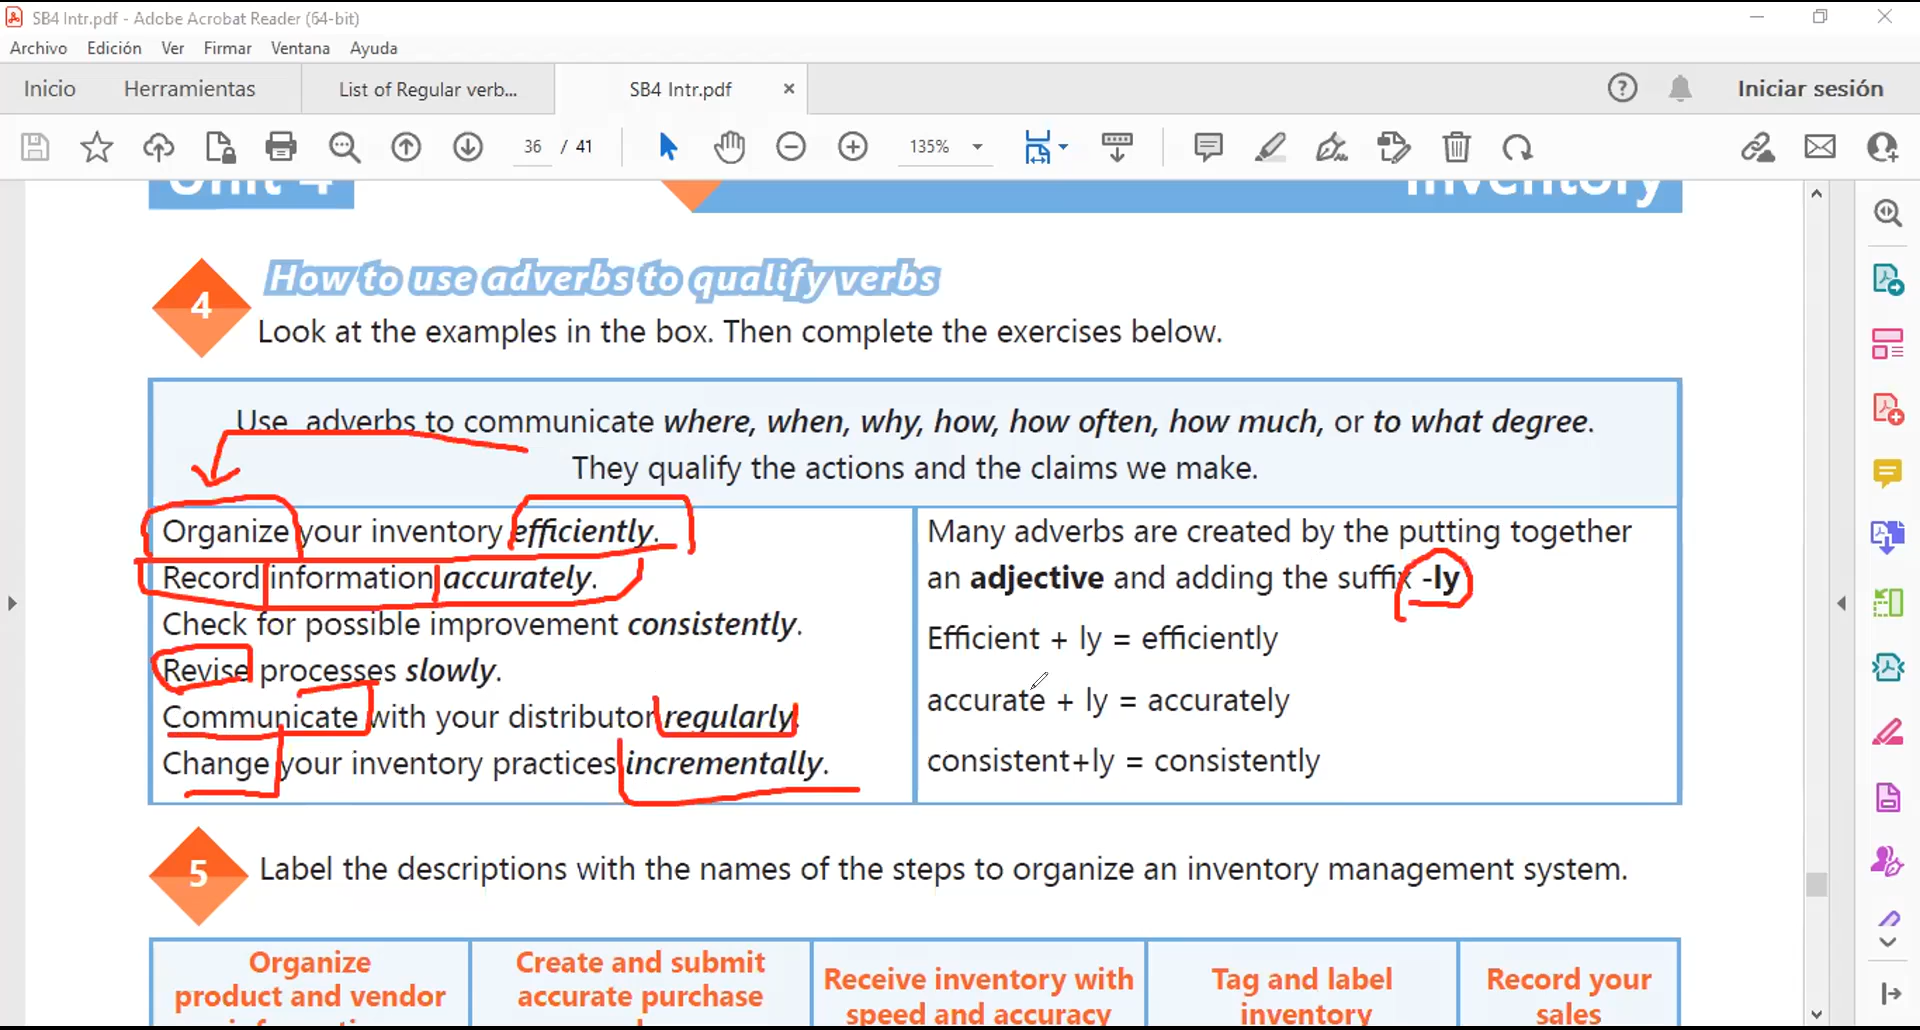 SB4 Intr.pdf - Adobe Acrobat Reader (64-bit)
Archivo Edición Ver Firmar Ventana Ayuda
Inicio Herramientas List of Regular verb... SB4 Intr.pdf × Iniciar sesión
36 / 41 135%
Unit 4 Inventory
4 How to use adverbs to qualify verbs
Look at the examples in the box. Then complete the exercises below.
Use adverbs to communicate where, when, why, how, how often, how much, or to what degree.
They qualify the actions and the claims we make.
Organize your inventory efficiently.
Record information accurately.
Check for possible improvement consistently.
Revise processes slowly.
Communicate with your distributor regularly.
Change your inventory practices incrementally.
Many adverbs are created by the putting together
an adjective and adding the suffix -ly
Efficient + ly = efficiently
accurate + ly = accurately
consistent+ly = consistently
5 Label the descriptions with the names of the steps to organize an inventory management system.
Organize
product and vendor
Create and submit
accurate purchase
Receive inventory with
speed and accuracy
Tag and label
inventory
Record your
sales